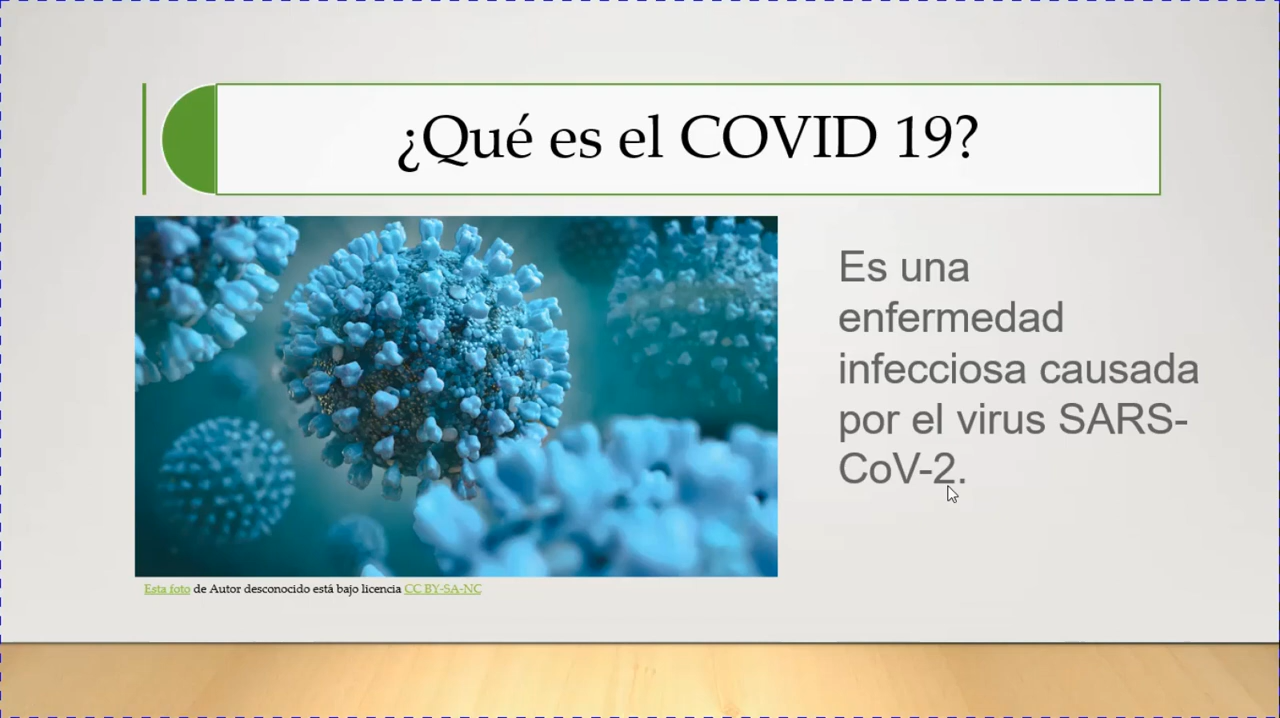 ¿Qué es el COVID 19?
Es una
enfermedad
infecciosa causada
por el virus SARS-
CoV-2.
Esta foto de Autor desconocido está bajo licencia CC BY-SA-NC